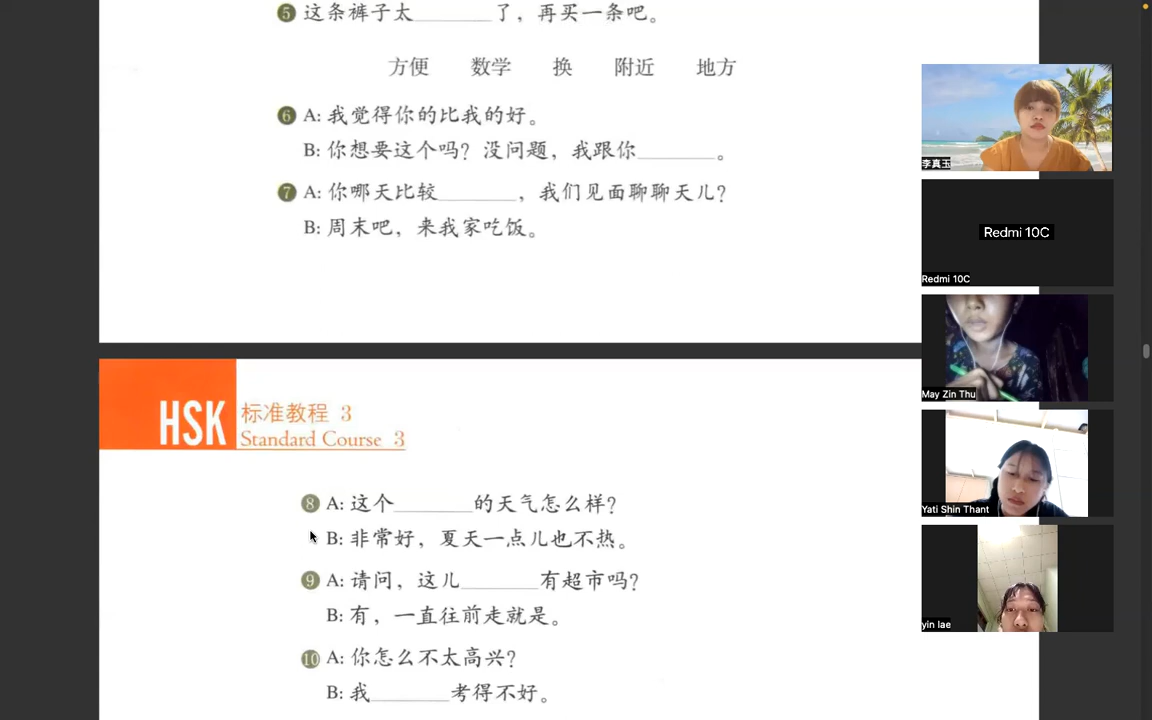 ❺ 这条裤子太________了，再买一条吧。
方便 数学 换 附近 地方
❻ A: 我觉得你的比我的好。
B: 你想要这个吗？没问题，我跟你________。
❼ A: 你哪天比较________，我们见面聊聊天儿？
B: 周末吧，来我家吃饭。
HSK 标准教程 3
Standard Course 3
❽ A: 这个________的天气怎么样？
B: 非常好，夏天一点儿也不热。
❾ A: 请问，这儿________有超市吗？
B: 有，一直往前走就是。
❿ A: 你怎么不太高兴？
B: 我________考得不好。
李真玉
Redmi 10C
Redmi 10C
May Zin Thu
Yati Shin Thant
yin lae